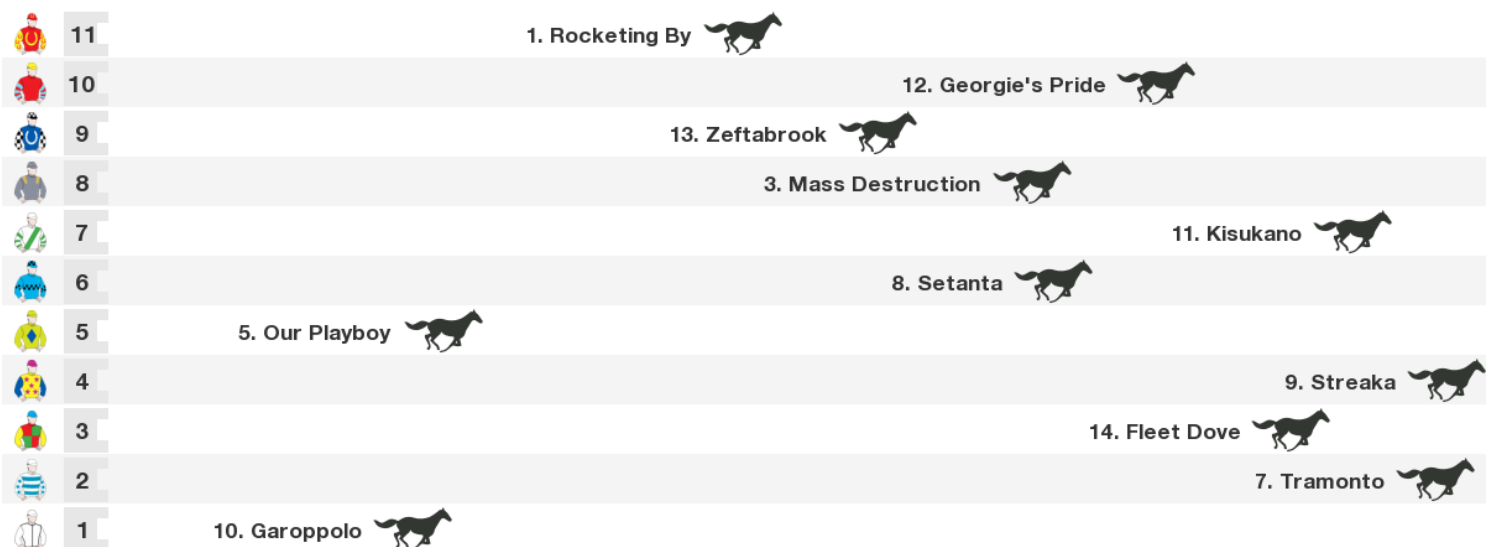 11 1. Rocketing By
10 12. Georgie's Pride
9 13. Zeftabrook
8 3. Mass Destruction
7 11. Kisukano
6 8. Setanta
5 5. Our Playboy
4 9. Streaka
3 14. Fleet Dove
2 7. Tramonto
1 10. Garoppolo